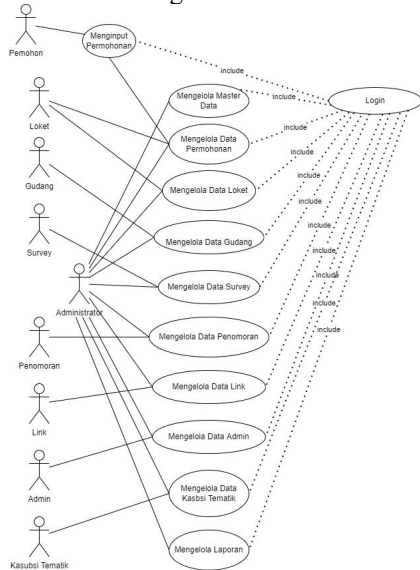 Pemohon
Menginput
Permohonan
include
Login
Mengelola Master
Data
include
Loket
Mengelola Data
Permohonan
include
Gudang
Mengelola Data Loket
include
Survey
Mengelola Data Gudang
include
Administrator
Mengelola Data Survey
include
Penomoran
Mengelola Data Penomoran
include
Link
Mengelola Data Link
include
Admin
Mengelola Data Admin
include
Kasubsi Tematik
Mengelola Data
Kasbsi Tematik
include
Mengelola Laporan
include